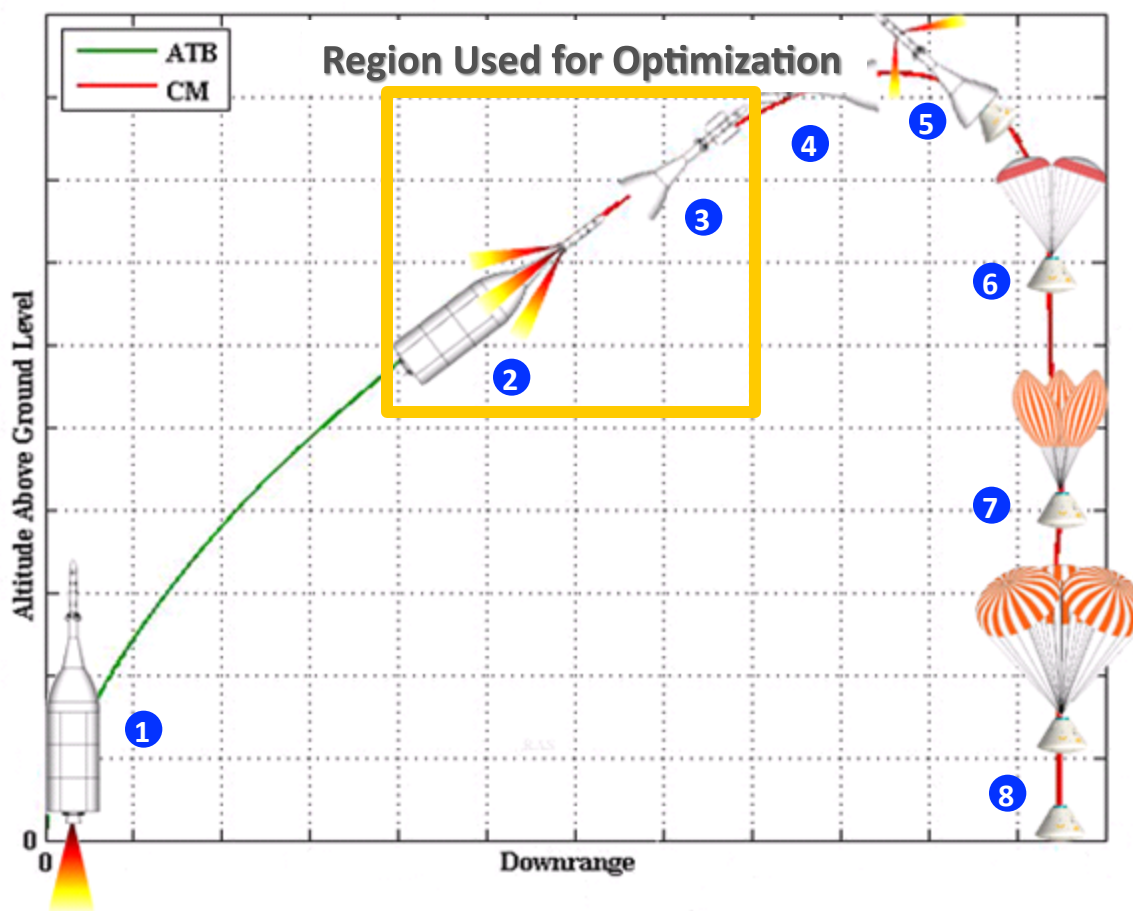 ATB
CM
Region Used for Optimization
5
4
3
6
2
7
1
8
Altitude Above Ground Level
RAS
0
0
Downrange